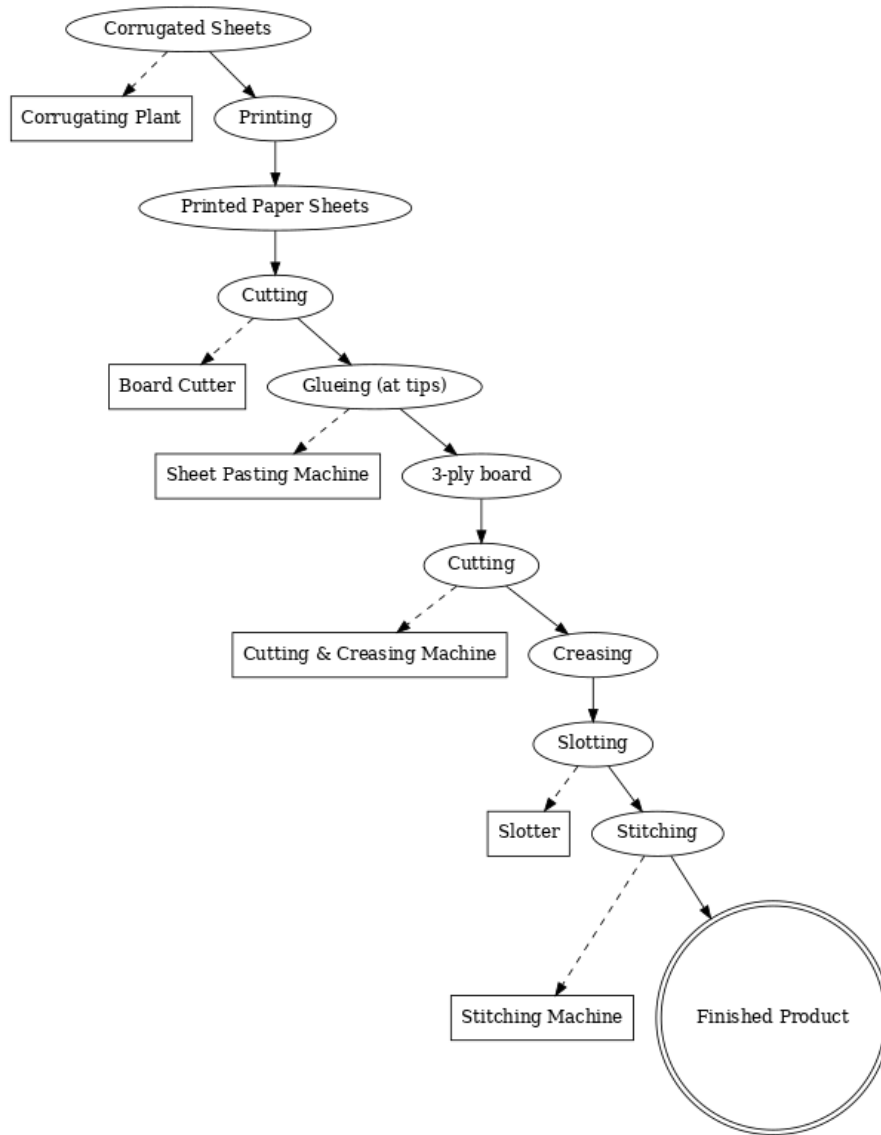 Corrugated Sheets
Corrugating Plant
Printing
Printed Paper Sheets
Cutting
Board Cutter
Glueing (at tips)
Sheet Pasting Machine
3-ply board
Cutting
Cutting & Creasing Machine
Creasing
Slotting
Slotter
Stitching
Stitching Machine
Finished Product